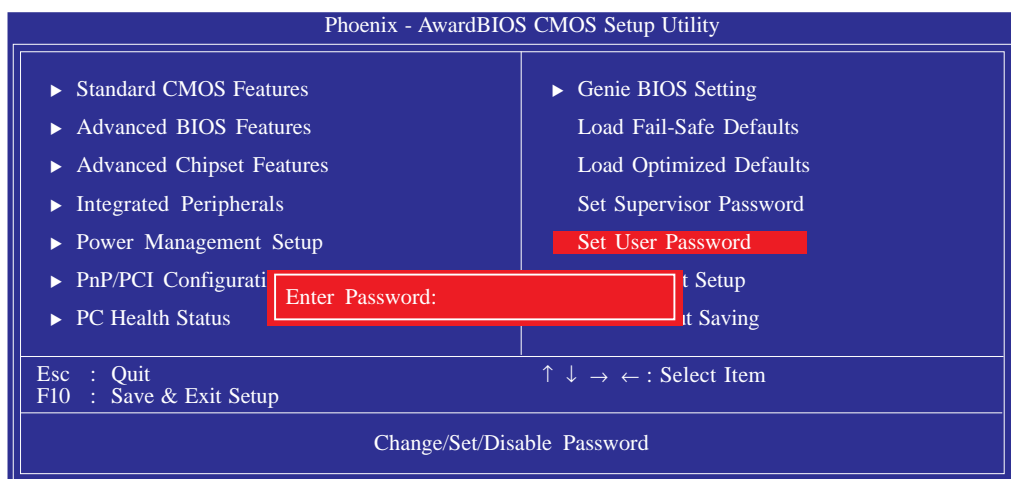 Phoenix - AwardBIOS CMOS Setup Utility
▶ Standard CMOS Features
▶ Advanced BIOS Features
▶ Advanced Chipset Features
▶ Integrated Peripherals
▶ Power Management Setup
▶ PnP/PCI Configurati
▶ PC Health Status
▶ Genie BIOS Setting
Load Fail-Safe Defaults
Load Optimized Defaults
Set Supervisor Password
Set User Password
t Setup
ut Saving
Enter Password:
Esc : Quit
F10 : Save & Exit Setup
↑ ↓ → ← : Select Item
Change/Set/Disable Password